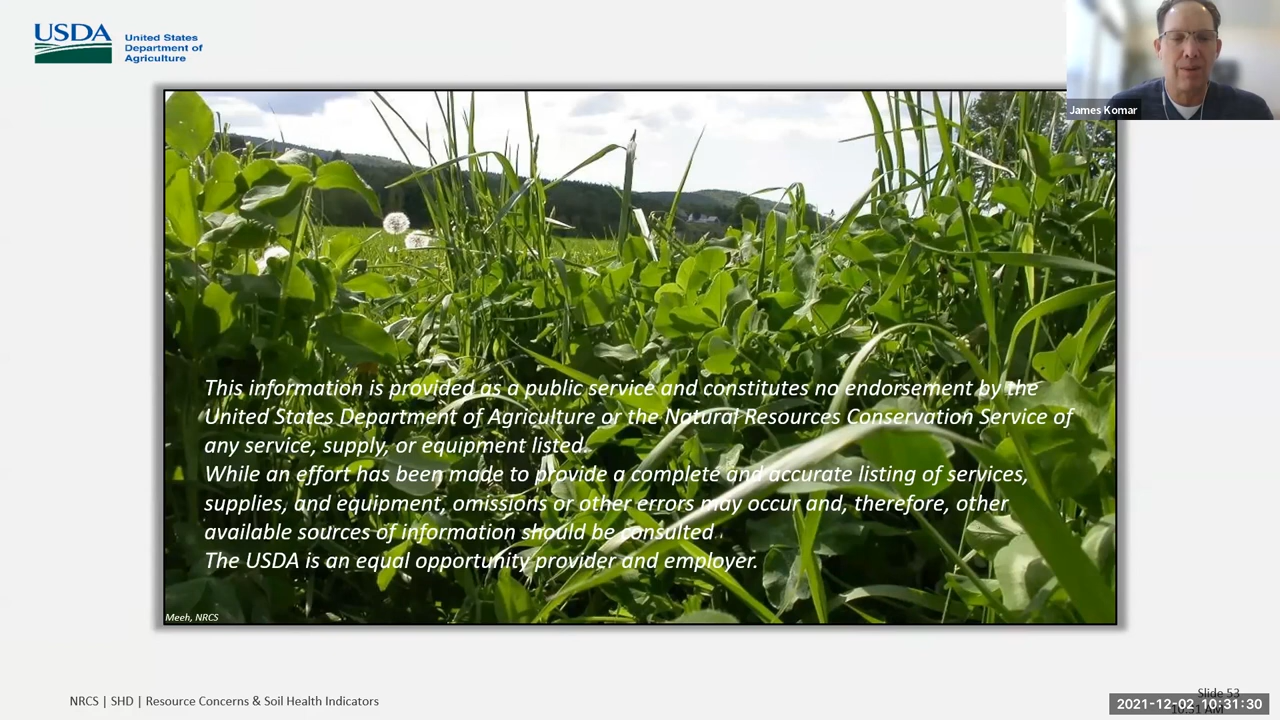 USDA
United States
Department of
Agriculture
James Komar
This information is provided as a public service and constitutes no endorsement by the
United States Department of Agriculture or the Natural Resources Conservation Service of
any service, supply, or equipment listed.
While an effort has been made to provide a complete and accurate listing of services,
supplies, and equipment, omissions or other errors may occur and, therefore, other
available sources of information should be consulted.
The USDA is an equal opportunity provider and employer.
Meeh, NRCS
NRCS | SHD | Resource Concerns & Soil Health Indicators
Slide 53
2021-12-02 10:31:30
10:31 AM